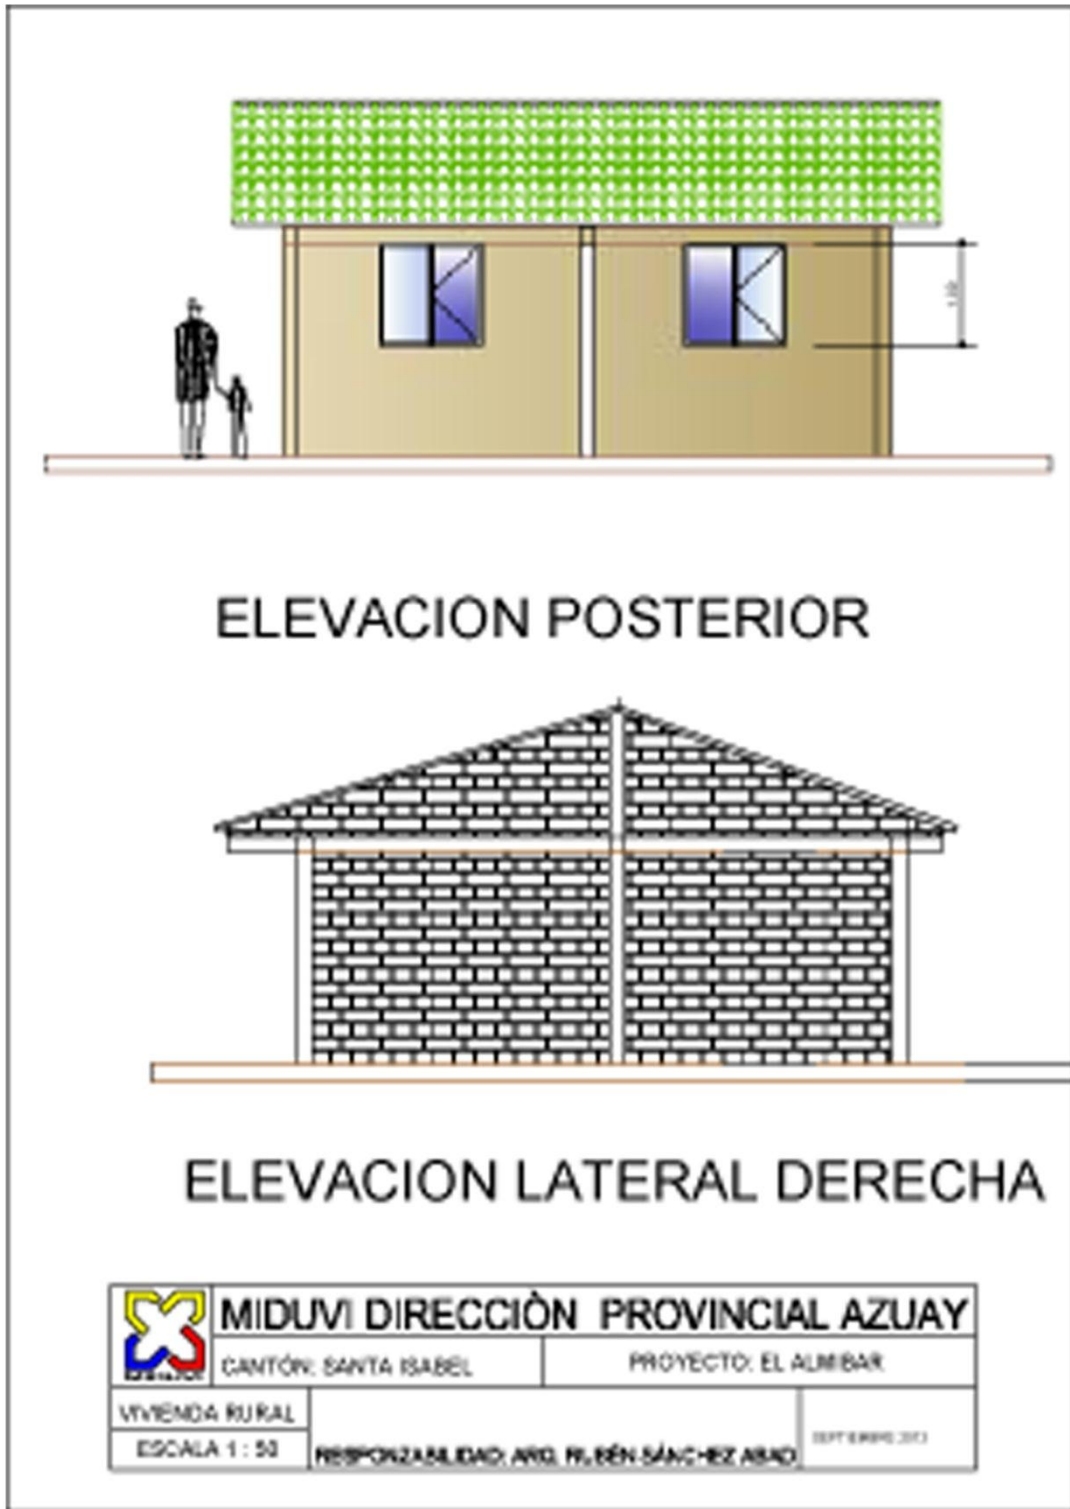 ELEVACION POSTERIOR
ELEVACION LATERAL DERECHA
MIDUVI DIRECCIÒN PROVINCIAL AZUAY
CANTÓN: SANTA ISABEL
PROYECTO: EL ALMIBAR
VIVIENDA RURAL
ESCALA 1 : 50
RESPONZABILIDAD: ARQ. RUBÉN SÁNCHEZ ABAD